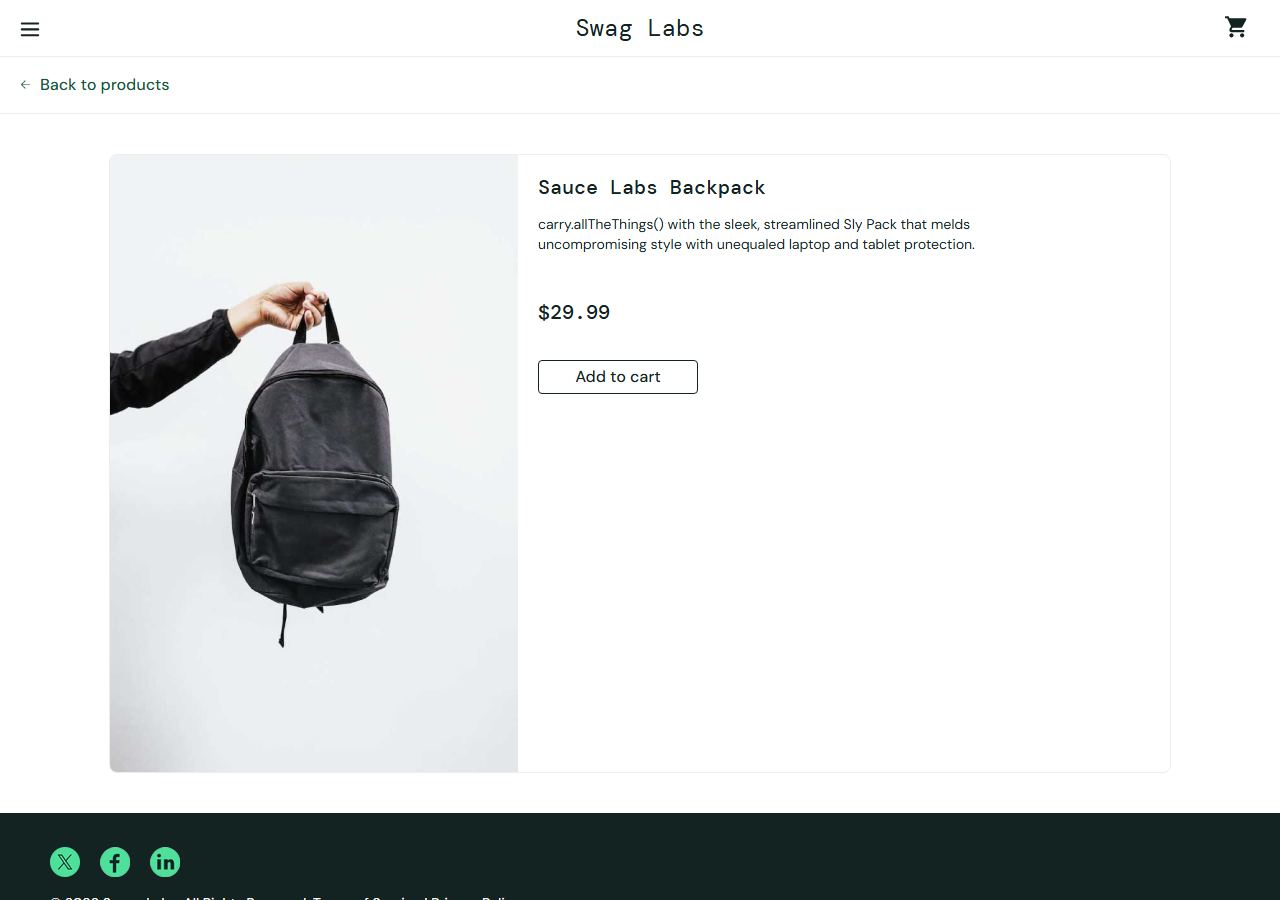 Swag Labs
Back to products
Sauce Labs Backpack
carry.allTheThings() with the sleek, streamlined Sly Pack that melds
uncompromising style with unequaled laptop and tablet protection.
$29.99
Add to cart